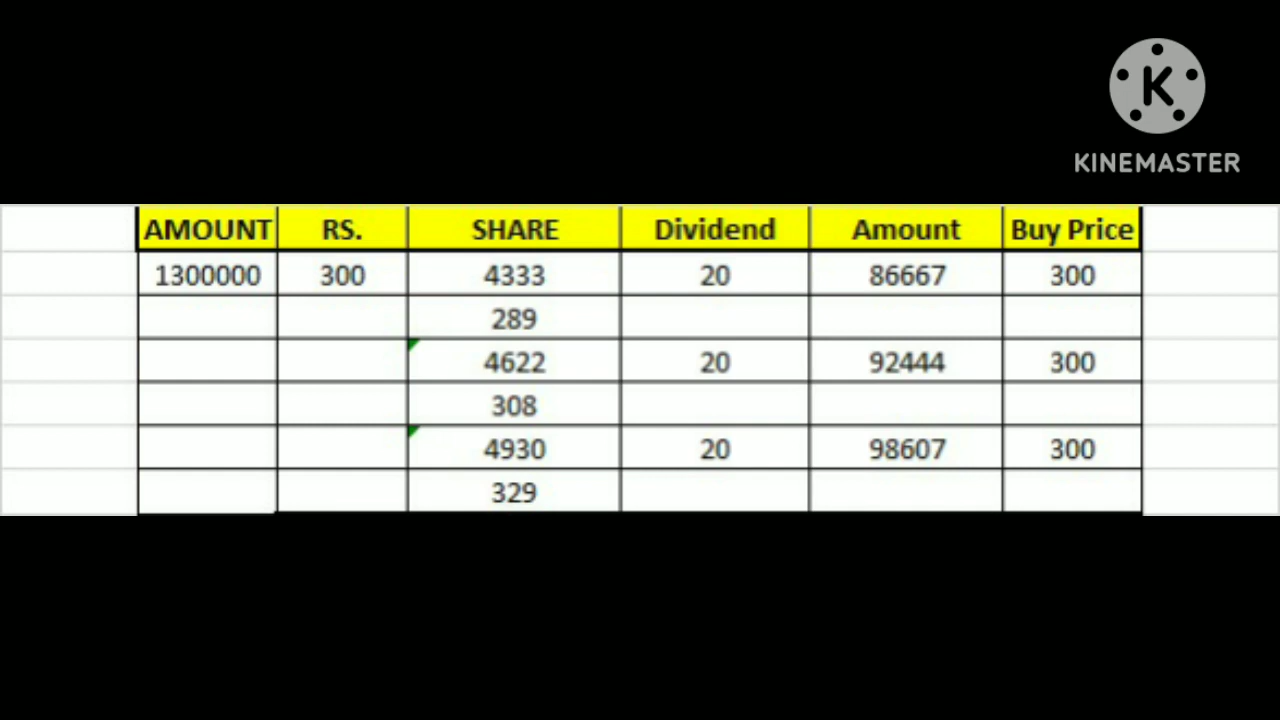 K
KINEMASTER
AMOUNT RS. SHARE Dividend Amount Buy Price
1300000 300 4333 20 86667 300
289
4622 20 92444 300
308
4930 20 98607 300
329